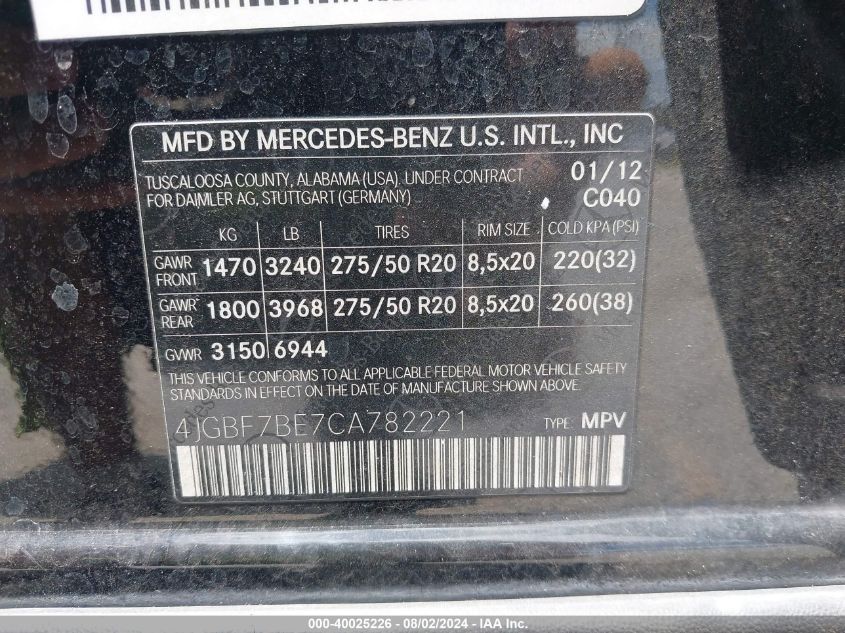 MFD BY MERCEDES-BENZ U.S. INTL., INC
TUSCALOOSA COUNTY, ALABAMA (USA). UNDER CONTRACT 01/12
FOR DAIMLER AG, STUTTGART (GERMANY) C040
KG LB TIRES RIM SIZE COLD KPA (PSI)
GAWR FRONT 1470 3240 275/50 R20 8,5x20 220(32)
GAWR REAR 1800 3968 275/50 R20 8,5x20 260(38)
GVWR 3150 6944
THIS VEHICLE CONFORMS TO ALL APPLICABLE FEDERAL MOTOR VEHICLE SAFETY
STANDARDS IN EFFECT ON THE DATE OF MANUFACTURE SHOWN ABOVE.
4JGBF7BE7CA782221 TYPE: MPV
000-40025226 - 08/02/2024 - IAA Inc.